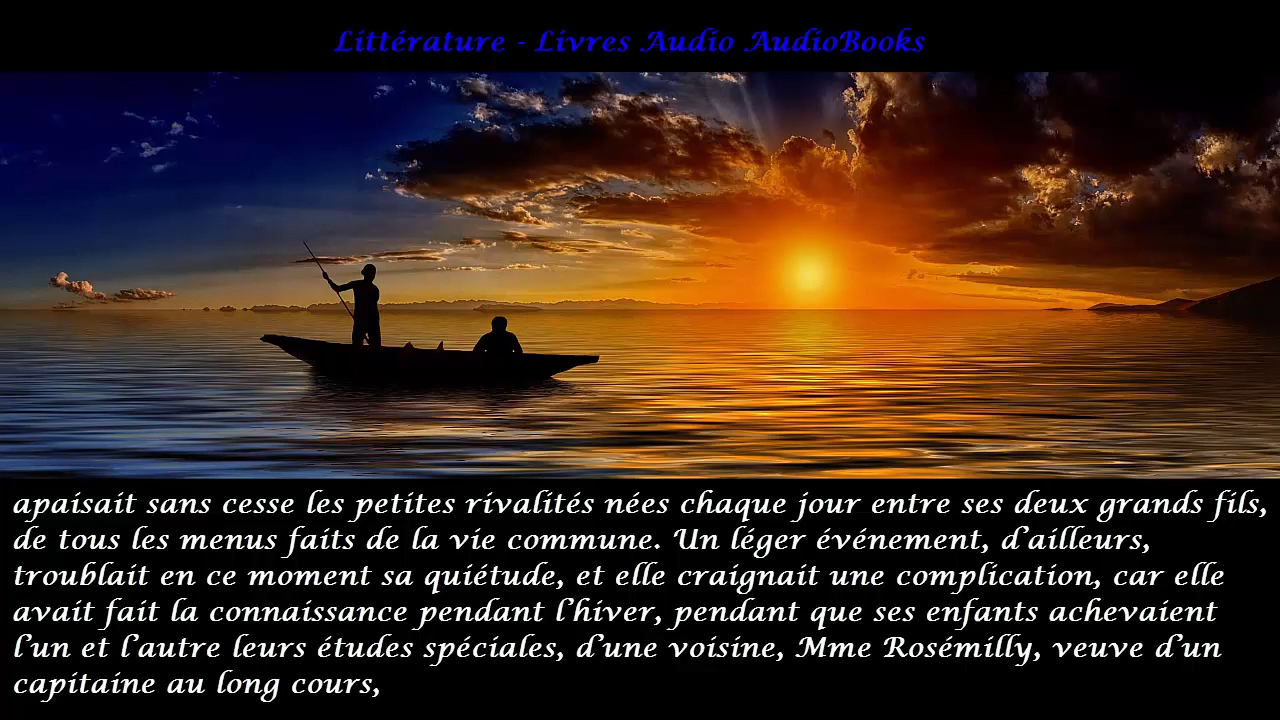 Littérature - Livres Audio AudioBooks
apaisait sans cesse les petites rivalités nées chaque jour entre ses deux grands fils,
de tous les menus faits de la vie commune. Un léger événement, d'ailleurs,
troublait en ce moment sa quiétude, et elle craignait une complication, car elle
avait fait la connaissance pendant l'hiver, pendant que ses enfants achevaient
l'un et l'autre leurs études spéciales, d'une voisine, Mme Rosémilly, veuve d'un
capitaine au long cours,